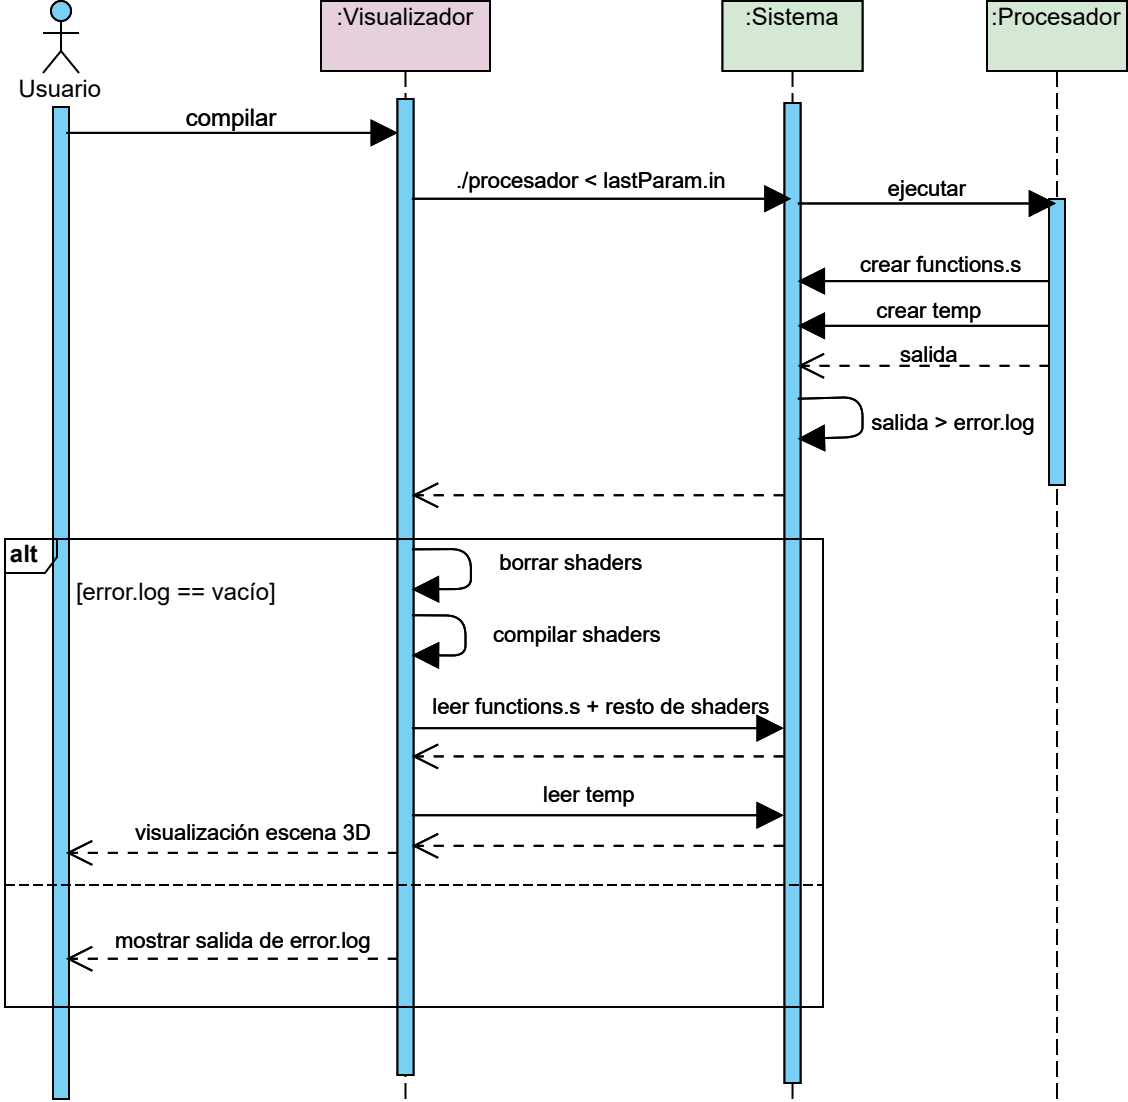 :Visualizador
:Sistema
:Procesador
Usuario
compilar
./procesador < lastParam.in
ejecutar
crear functions.s
crear temp
salida
salida > error.log
alt
borrar shaders
[error.log == vacío]
compilar shaders
leer functions.s + resto de shaders
leer temp
visualización escena 3D
mostrar salida de error.log